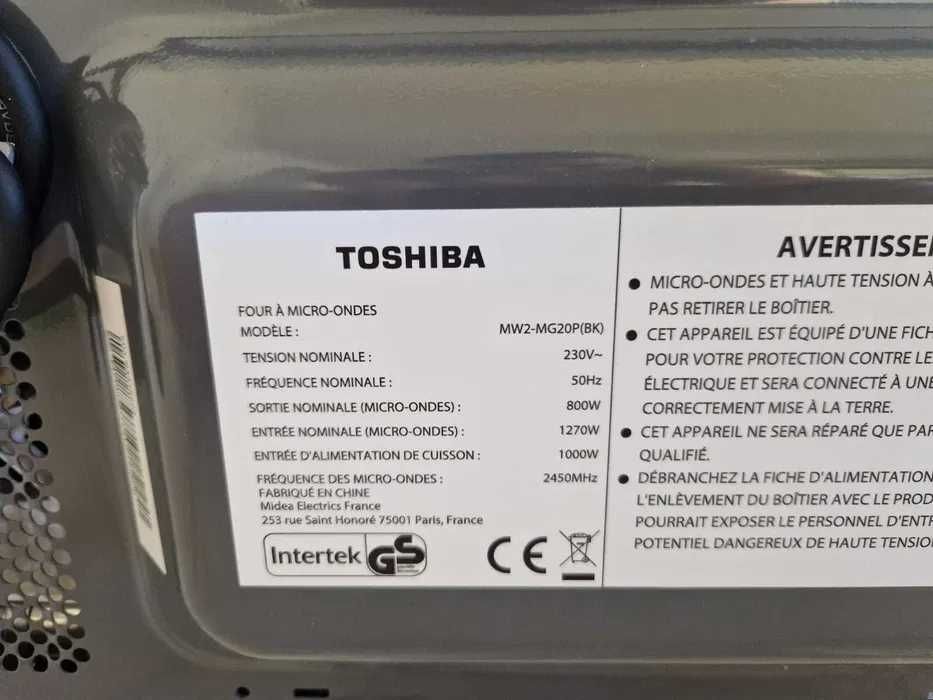 TOSHIBA
FOUR À MICRO-ONDES
MODÈLE : MW2-MG20P(BK)
TENSION NOMINALE : 230V~
FRÉQUENCE NOMINALE : 50Hz
SORTIE NOMINALE (MICRO-ONDES) : 800W
ENTRÉE NOMINALE (MICRO-ONDES) : 1270W
ENTRÉE D'ALIMENTATION DE CUISSON : 1000W
FRÉQUENCE DES MICRO-ONDES : 2450MHz
FABRIQUÉ EN CHINE
Midea Electrics France
253 rue Saint Honoré 75001 Paris, France
Intertek GS
CE
AVERTISSE
● MICRO-ONDES ET HAUTE TENSION À
PAS RETIRER LE BOÎTIER.
● CET APPAREIL EST ÉQUIPÉ D'UNE FICH
POUR VOTRE PROTECTION CONTRE LE
ÉLECTRIQUE ET SERA CONNECTÉ À UNE
CORRECTEMENT MISE À LA TERRE.
● CET APPAREIL NE SERA RÉPARÉ QUE PAR
QUALIFIÉ.
● DÉBRANCHEZ LA FICHE D'ALIMENTATION
L'ENLÈVEMENT DU BOÎTIER AVEC LE PROD
POURRAIT EXPOSER LE PERSONNEL D'ENTR
POTENTIEL DANGEREUX DE HAUTE TENSION